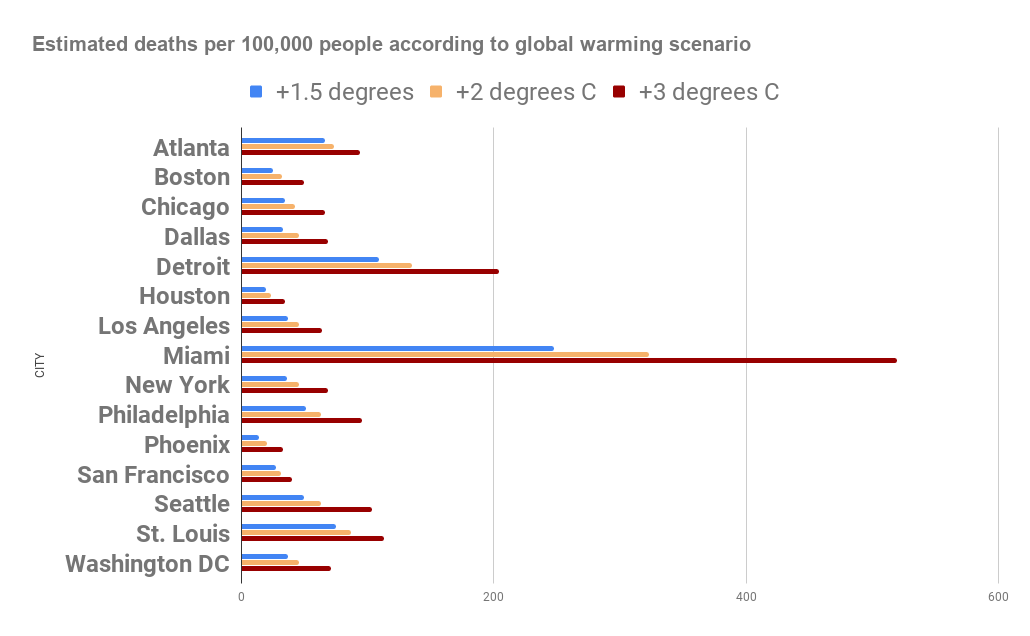 Estimated deaths per 100,000 people according to global warming scenario
+1.5 degrees +2 degrees C +3 degrees C
Atlanta
Boston
Chicago
Dallas
Detroit
Houston
Los Angeles
Miami
New York
Philadelphia
Phoenix
San Francisco
Seattle
St. Louis
Washington DC
CITY
0 200 400 600